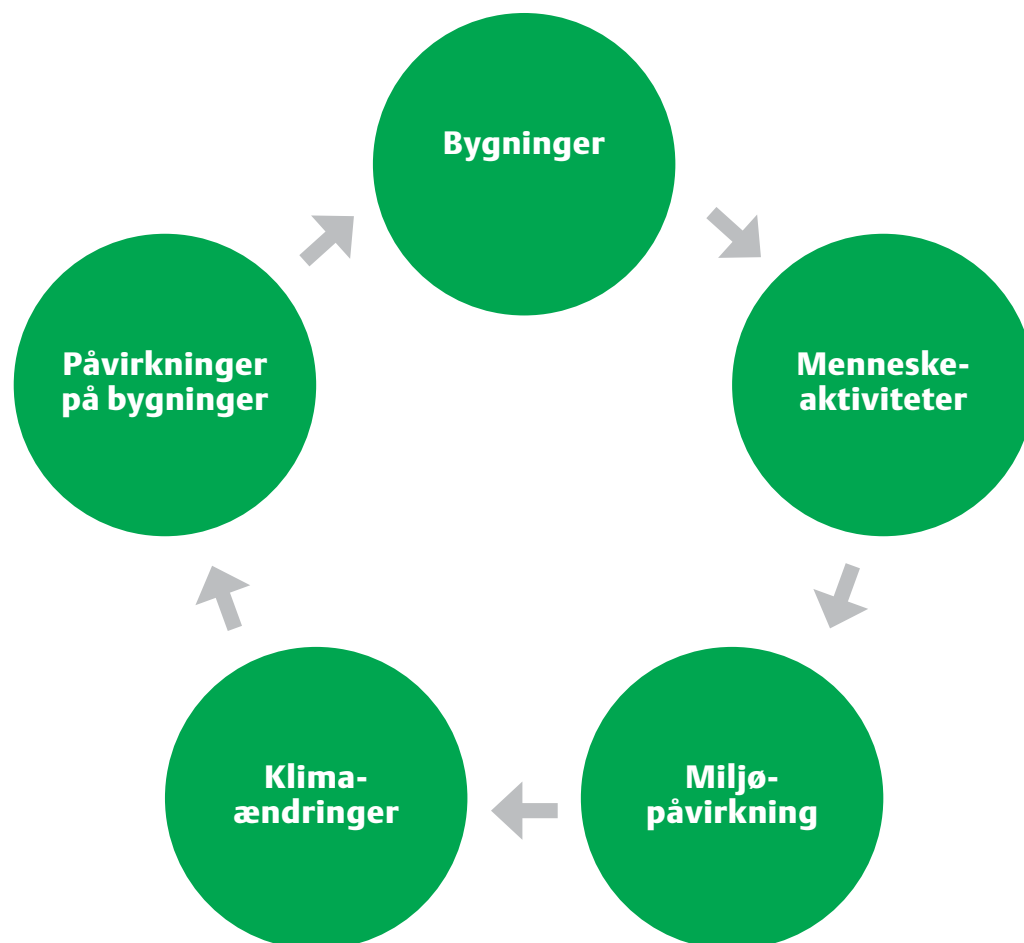 Bygninger
Menneske-
aktiviteter
Miljø-
påvirkning
Klima-
ændringer
Påvirkninger
på bygninger